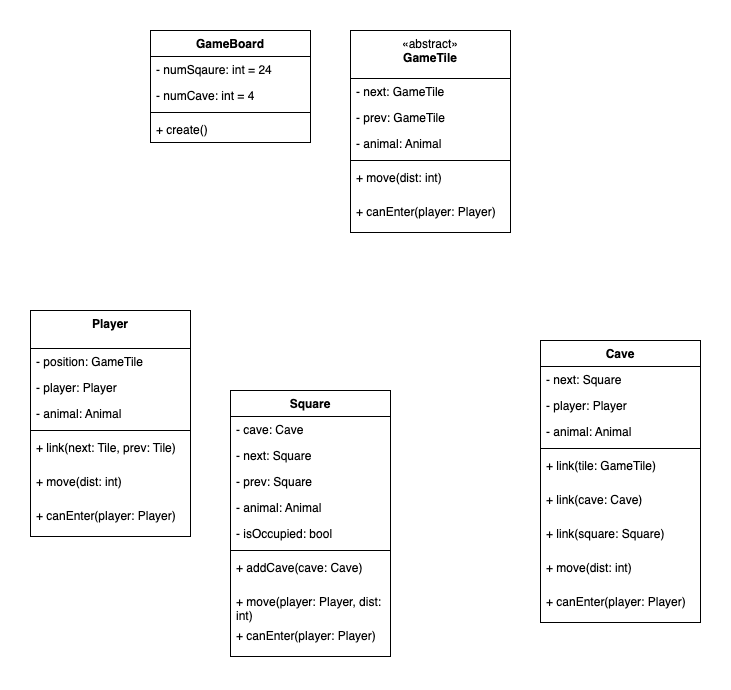 GameBoard
- numSqaure: int = 24
- numCave: int = 4
+ create()
«abstract»
GameTile
- next: GameTile
- prev: GameTile
- animal: Animal
+ move(dist: int)
+ canEnter(player: Player)
Player
- position: GameTile
- player: Player
- animal: Animal
+ link(next: Tile, prev: Tile)
+ move(dist: int)
+ canEnter(player: Player)
Square
- cave: Cave
- next: Square
- prev: Square
- animal: Animal
- isOccupied: bool
+ addCave(cave: Cave)
+ move(player: Player, dist:
int)
+ canEnter(player: Player)
Cave
- next: Square
- player: Player
- animal: Animal
+ link(tile: GameTile)
+ link(cave: Cave)
+ link(square: Square)
+ move(dist: int)
+ canEnter(player: Player)